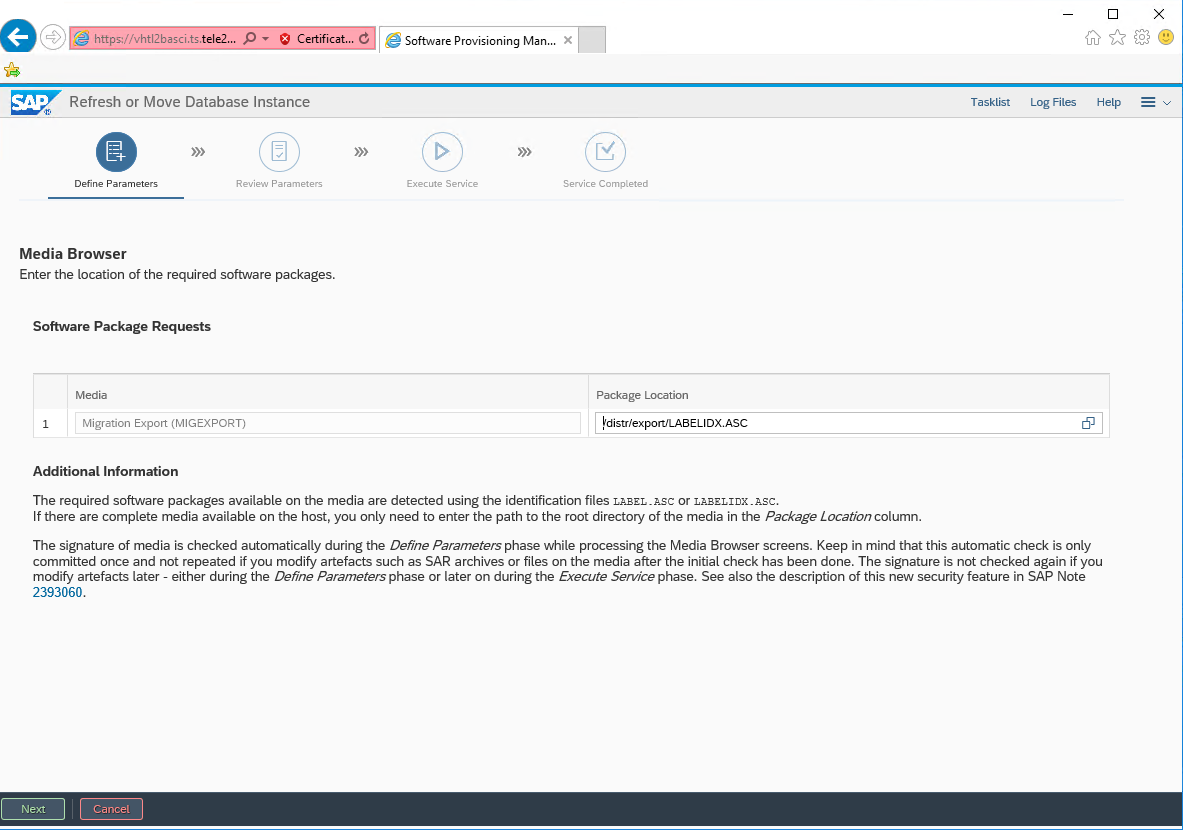 https://vhtl2basci.ts.tele2...
Certificat...
Software Provisioning Man...
SAP
Refresh or Move Database Instance
Tasklist
Log Files
Help
Define Parameters
Review Parameters
Execute Service
Service Completed
Media Browser
Enter the location of the required software packages.
Software Package Requests
Media
Package Location
1
Migration Export (MIGEXPORT)
/distr/export/LABELIDX.ASC
Additional Information
The required software packages available on the media are detected using the identification files LABEL.ASC or LABELIDX.ASC.
If there are complete media available on the host, you only need to enter the path to the root directory of the media in the Package Location column.
The signature of media is checked automatically during the Define Parameters phase while processing the Media Browser screens. Keep in mind that this automatic check is only
committed once and not repeated if you modify artefacts such as SAR archives or files on the media after the initial check has been done. The signature is not checked again if you
modify artefacts later - either during the Define Parameters phase or later on during the Execute Service phase. See also the description of this new security feature in SAP Note
2393060.
Next
Cancel